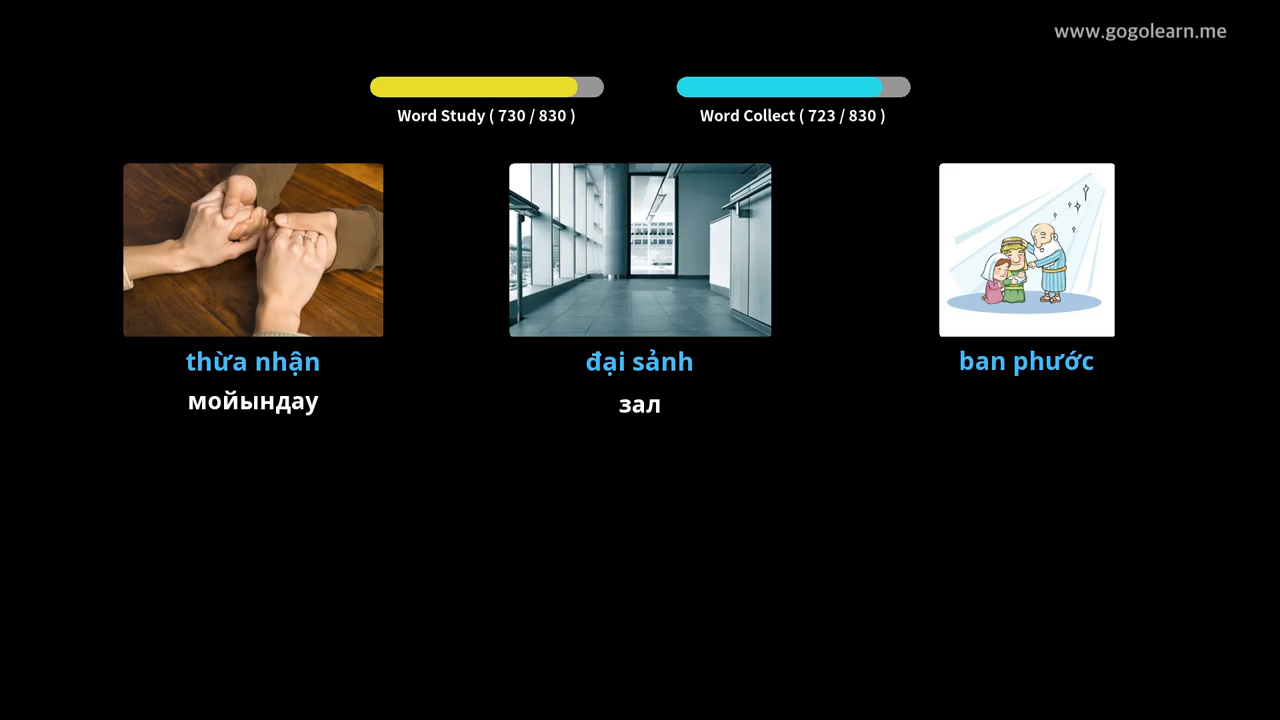 www.gogolearn.me
Word Study ( 730 / 830 )
Word Collect ( 723 / 830 )
thừa nhận
мойындау
đại sảnh
зал
ban phước